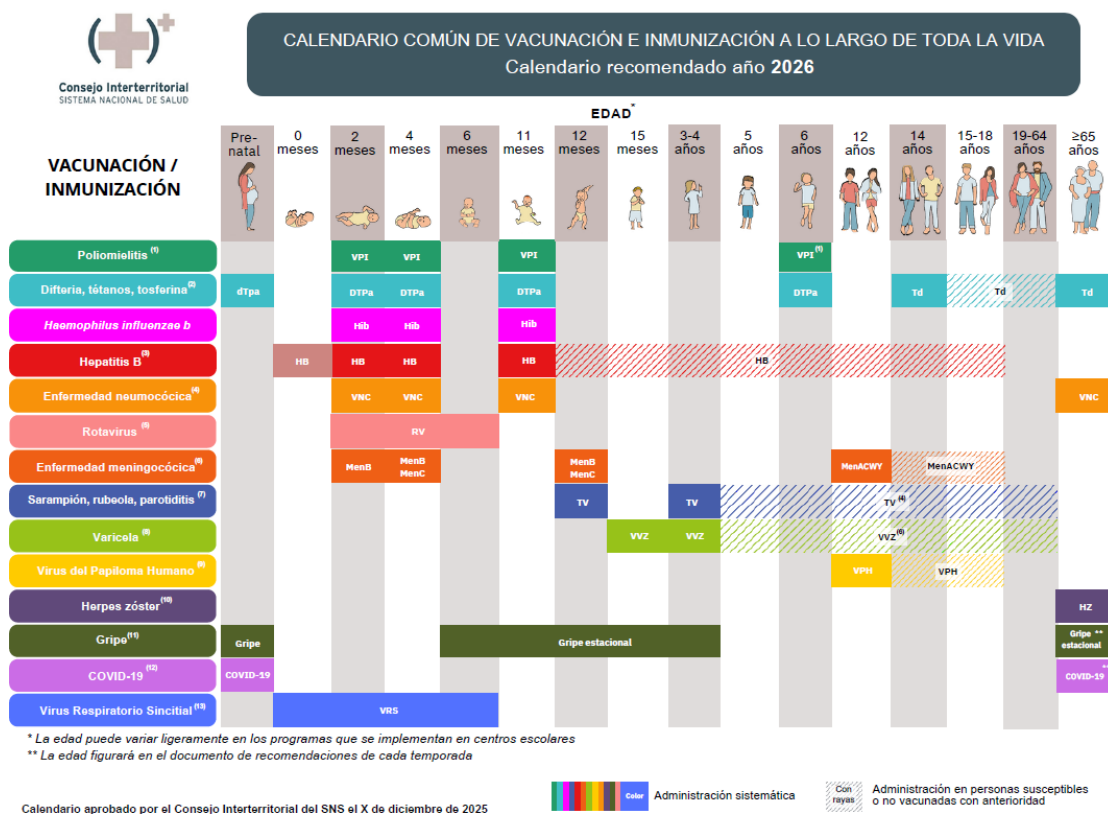 Consejo Interterritorial
SISTEMA NACIONAL DE SALUD
CALENDARIO COMÚN DE VACUNACIÓN E INMUNIZACIÓN A LO LARGO DE TODA LA VIDA
Calendario recomendado año 2026
EDAD*
VACUNACIÓN /
INMUNIZACIÓN
Pre-natal 0 meses 2 meses 4 meses 6 meses 11 meses 12 meses 15 meses 3-4 años 5 años 6 años 12 años 14 años 15-18 años 19-64 años ≥65 años
Poliomielitis (1) VPI VPI VPI VPI (1)
Difteria, tétanos, tosferina (2) dTpa DTPa DTPa DTPa DTPa Td Td Td
Haemophilus influenzae b Hib Hib Hib
Hepatitis B (3) HB HB HB HB HB
Enfermedad neumocócica (4) VNC VNC VNC VNC
Rotavirus (5) RV
Enfermedad meningocócica (6) MenB MenB MenC MenB MenC MenACWY MenACWY
Sarampión, rubeola, parotiditis (7) TV TV TV (4)
Varicela (8) VVZ VVZ VVZ (6)
Virus del Papiloma Humano (9) VPH VPH
Herpes zóster (10) HZ
Gripe (11) Gripe Gripe estacional Gripe ** estacional
COVID-19 (12) COVID-19 COVID-19 **
Virus Respiratorio Sincitial (13) VRS
* La edad puede variar ligeramente en los programas que se implementan en centros escolares
** La edad figurará en el documento de recomendaciones de cada temporada
Calendario aprobado por el Consejo Interterritorial del SNS el X de diciembre de 2025
Color Administración sistemática
Con rayas Administración en personas susceptibles
o no vacunadas con anterioridad